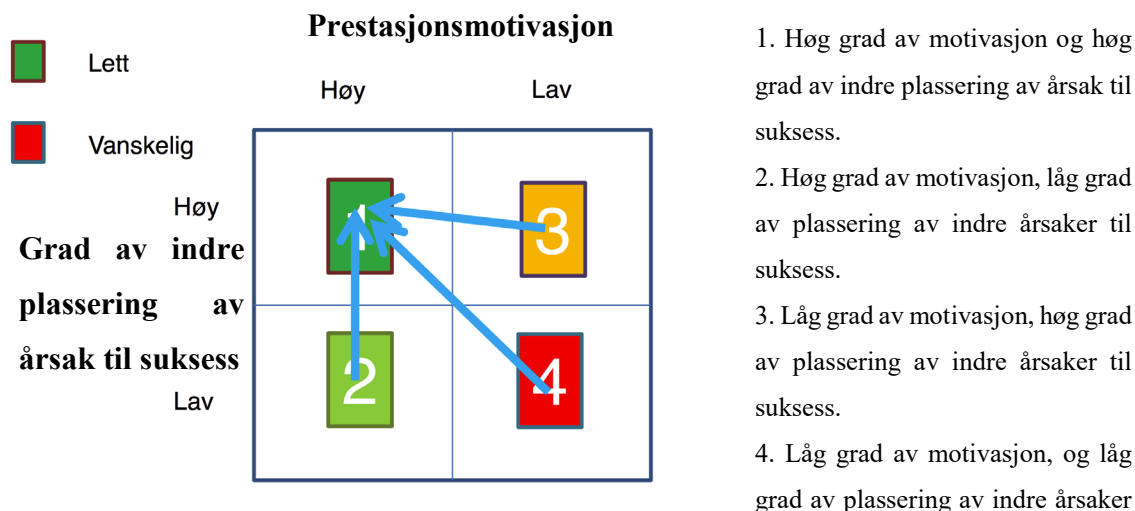 Prestasjonsmotivasjon
Lett
Høy
Lav
Vanskelig
Høy
Grad av indre
plassering av
årsak til suksess
Lav
1
3
2
4
1. Høg grad av motivasjon og høg
grad av indre plassering av årsak til
suksess.
2. Høg grad av motivasjon, låg grad
av plassering av indre årsaker til
suksess.
3. Låg grad av motivasjon, høg grad
av plassering av indre årsaker til
suksess.
4. Låg grad av motivasjon, og låg
grad av plassering av indre årsaker